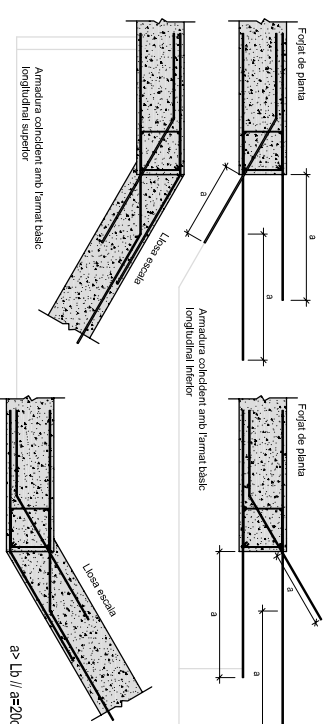 Forjat de planta
a
a
a
Armadura coincident amb l'armat bàsic
longitudinal inferior
Forjat de planta
a
a
a
Llosa escala
Armadura coincident amb l'armat bàsic
longitudinal superior
Llosa escala
a> Lb // a=20c